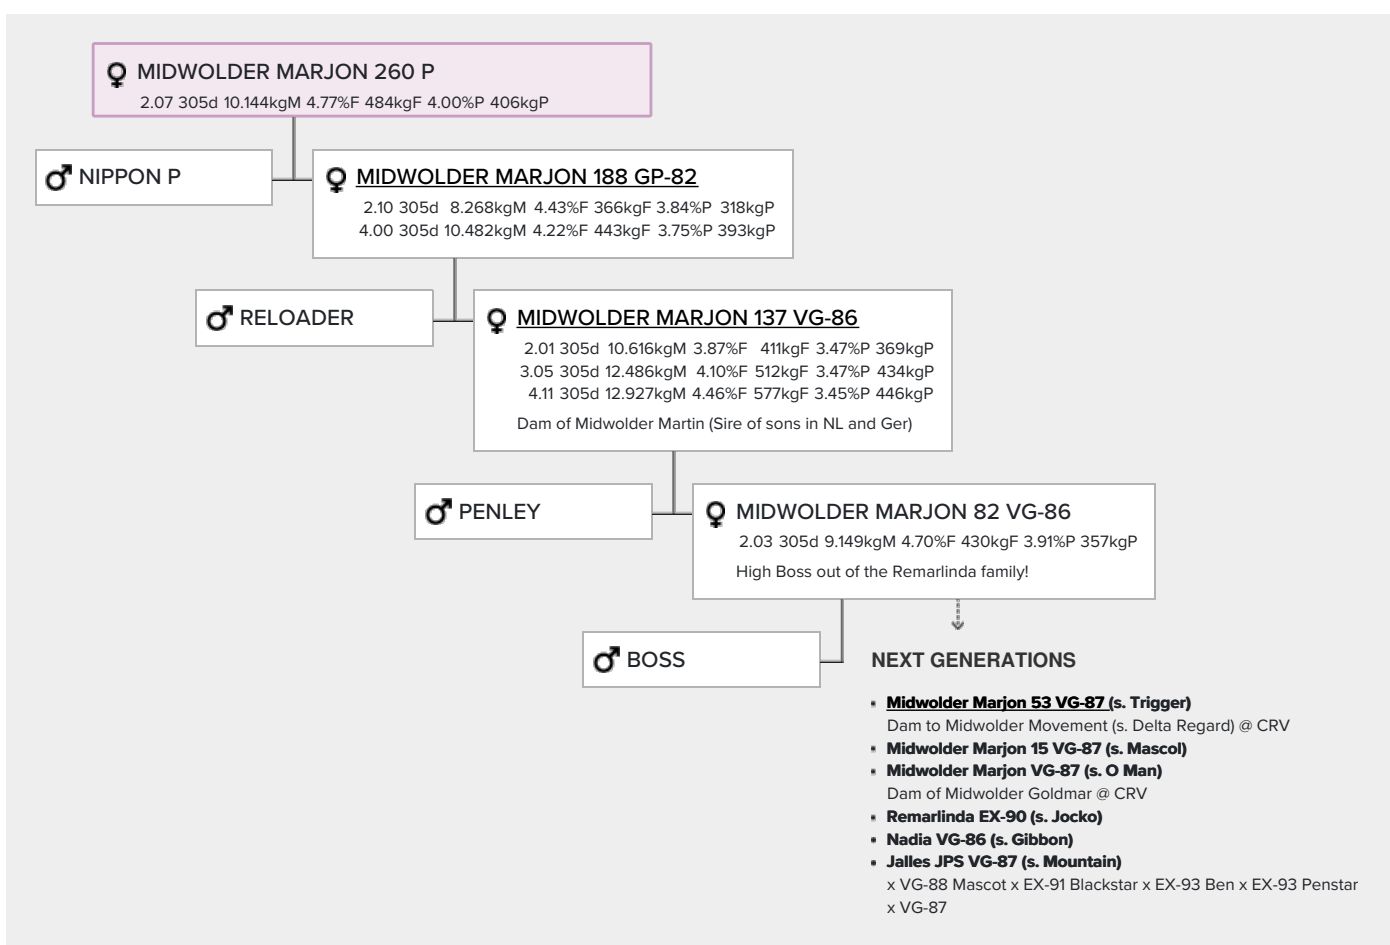 MIDWOLDER MARJON 260 P
2.07 305d 10.144kgM 4.77%F 484kgF 4.00%P 406kgP
NIPPON P
MIDWOLDER MARJON 188 GP-82
2.10 305d 8.268kgM 4.43%F 366kgF 3.84%P 318kgP
4.00 305d 10.482kgM 4.22%F 443kgF 3.75%P 393kgP
RELOADER
MIDWOLDER MARJON 137 VG-86
2.01 305d 10.616kgM 3.87%F 411kgF 3.47%P 369kgP
3.05 305d 12.486kgM 4.10%F 512kgF 3.47%P 434kgP
4.11 305d 12.927kgM 4.46%F 577kgF 3.45%P 446kgP
Dam of Midwolder Martin (Sire of sons in NL and Ger)
PENLEY
MIDWOLDER MARJON 82 VG-86
2.03 305d 9.149kgM 4.70%F 430kgF 3.91%P 357kgP
High Boss out of the Remarlinda family!
BOSS
NEXT GENERATIONS
Midwolder Marjon 53 VG-87 (s. Trigger)
Dam to Midwolder Movement (s. Delta Regard) @ CRV
Midwolder Marjon 15 VG-87 (s. Mascol)
Midwolder Marjon VG-87 (s. O Man)
Dam of Midwolder Goldmar @ CRV
Remarlinda EX-90 (s. Jocko)
Nadia VG-86 (s. Gibbon)
Jalles JPS VG-87 (s. Mountain)
x VG-88 Mascot x EX-91 Blackstar x EX-93 Ben x EX-93 Penstar
x VG-87